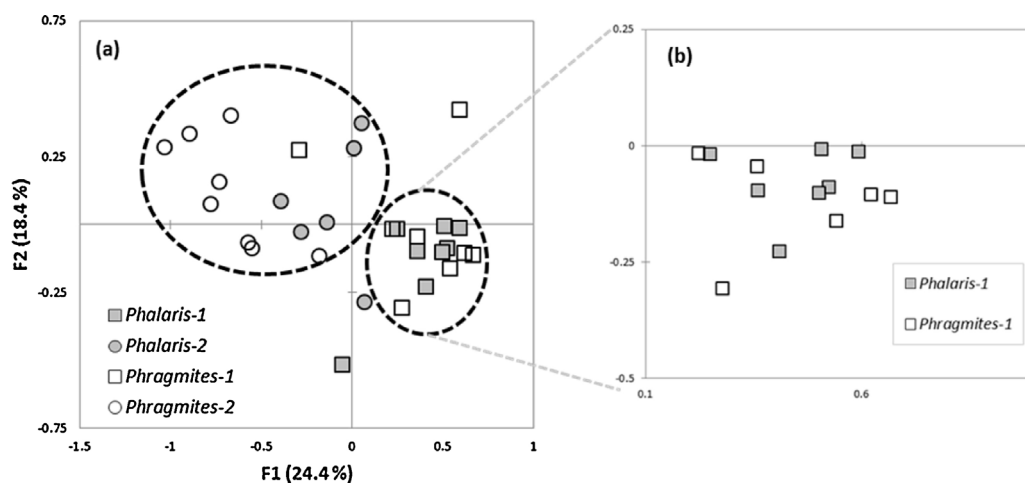 (a)
0.75
0.25
-0.25
-0.75
F2 (18.4 %)
-1.5
-1
-0.5
0
0.5
1
F1 (24.4 %)
Phalaris-1
Phalaris-2
Phragmites-1
Phragmites-2
(b)
0.25
0
-0.25
-0.5
0.1
0.6
Phalaris-1
Phragmites-1